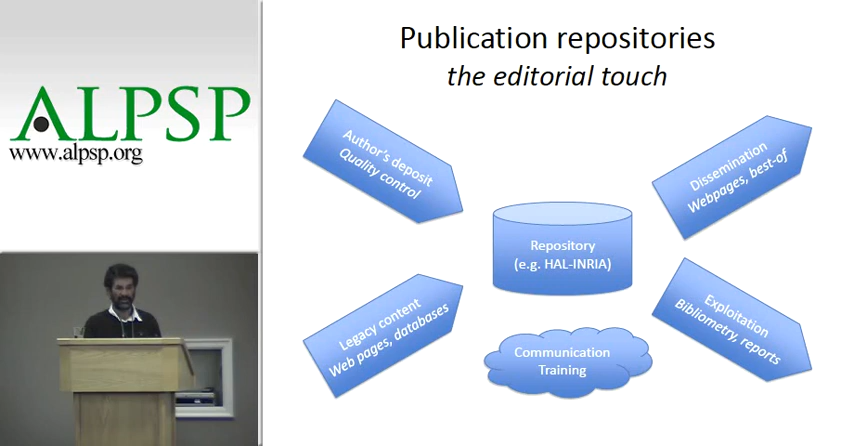 ALPSP
www.alpsp.org
Publication repositories
the editorial touch
Author's deposit
Quality control
Dissemination
Webpages, best-of
Repository
(e.g. HAL-INRIA)
Legacy content
Web pages, databases
Exploitation
Bibliometry, reports
Communication
Training